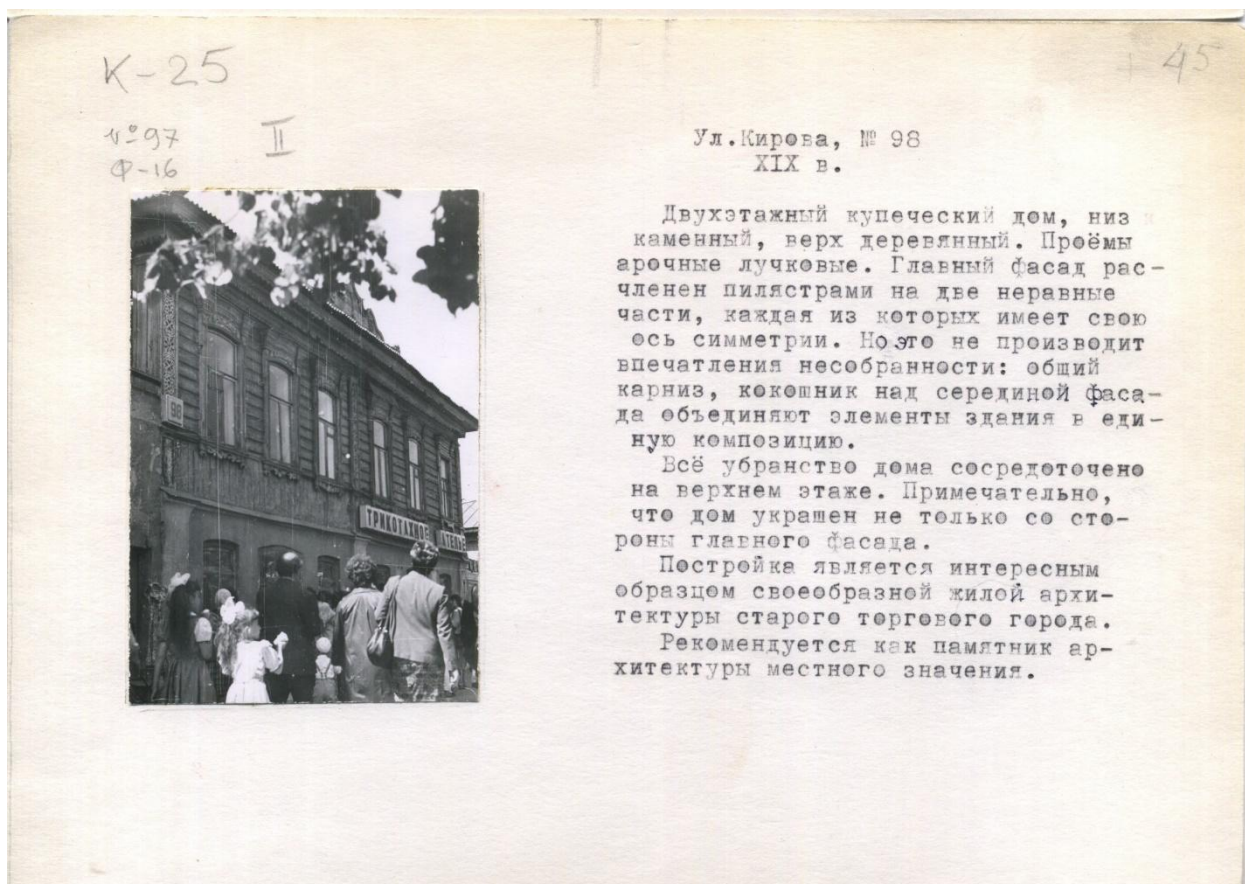 К-25
45
№97
II
Ф-16
Ул.Кирова, № 98
XIX в.
Двухэтажный купеческий дом, низ
каменный, верх деревянный. Проёмы
арочные лучковые. Главный фасад рас-
членен пилястрами на две неравные
части, каждая из которых имеет свою
ось симметрии. Но это не производит
впечатления несобранности: общий
карниз, кокошник над серединой фаса-
да объединяют элементы здания в еди-
ную композицию.
Всё убранство дома сосредоточено
на верхнем этаже. Примечательно,
что дом украшен не только со сто-
роны главного фасада.
Постройка является интересным
образцом своеобразной жилой архи-
тектуры старого торгового города.
Рекомендуется как памятник ар-
хитектуры местного значения.
98
ТРИКОТАЖНОЕ АТЕЛЬЕ